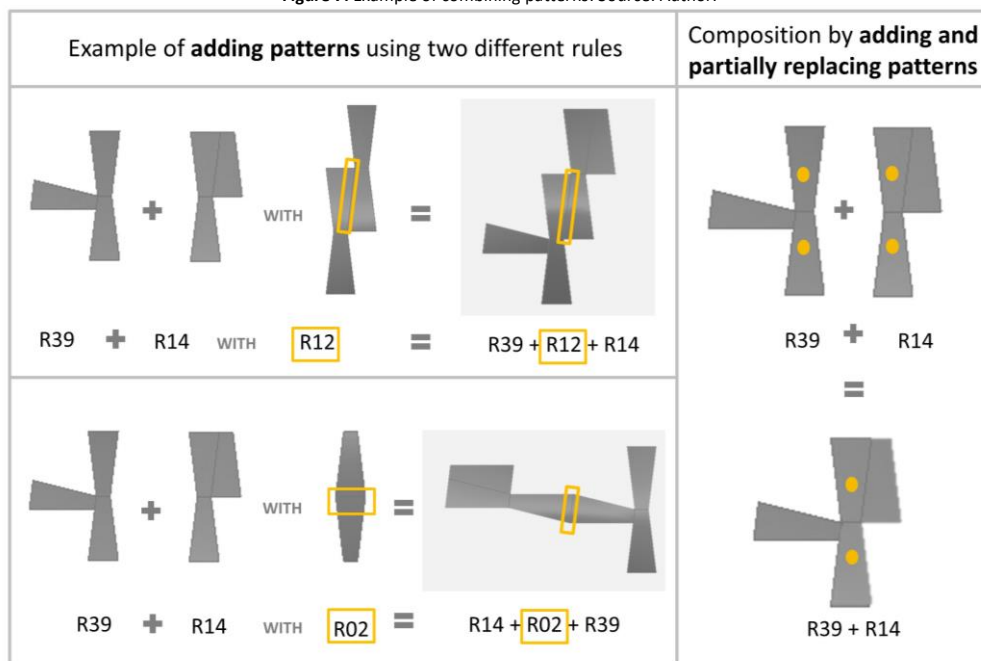 Example of adding patterns using two different rules
Composition by adding and
partially replacing patterns
WITH
R39 + R14 WITH R12 = R39 + R12 + R14
WITH
R39 + R14 WITH R02 = R14 + R02 + R39
R39 + R14
=
R39 + R14